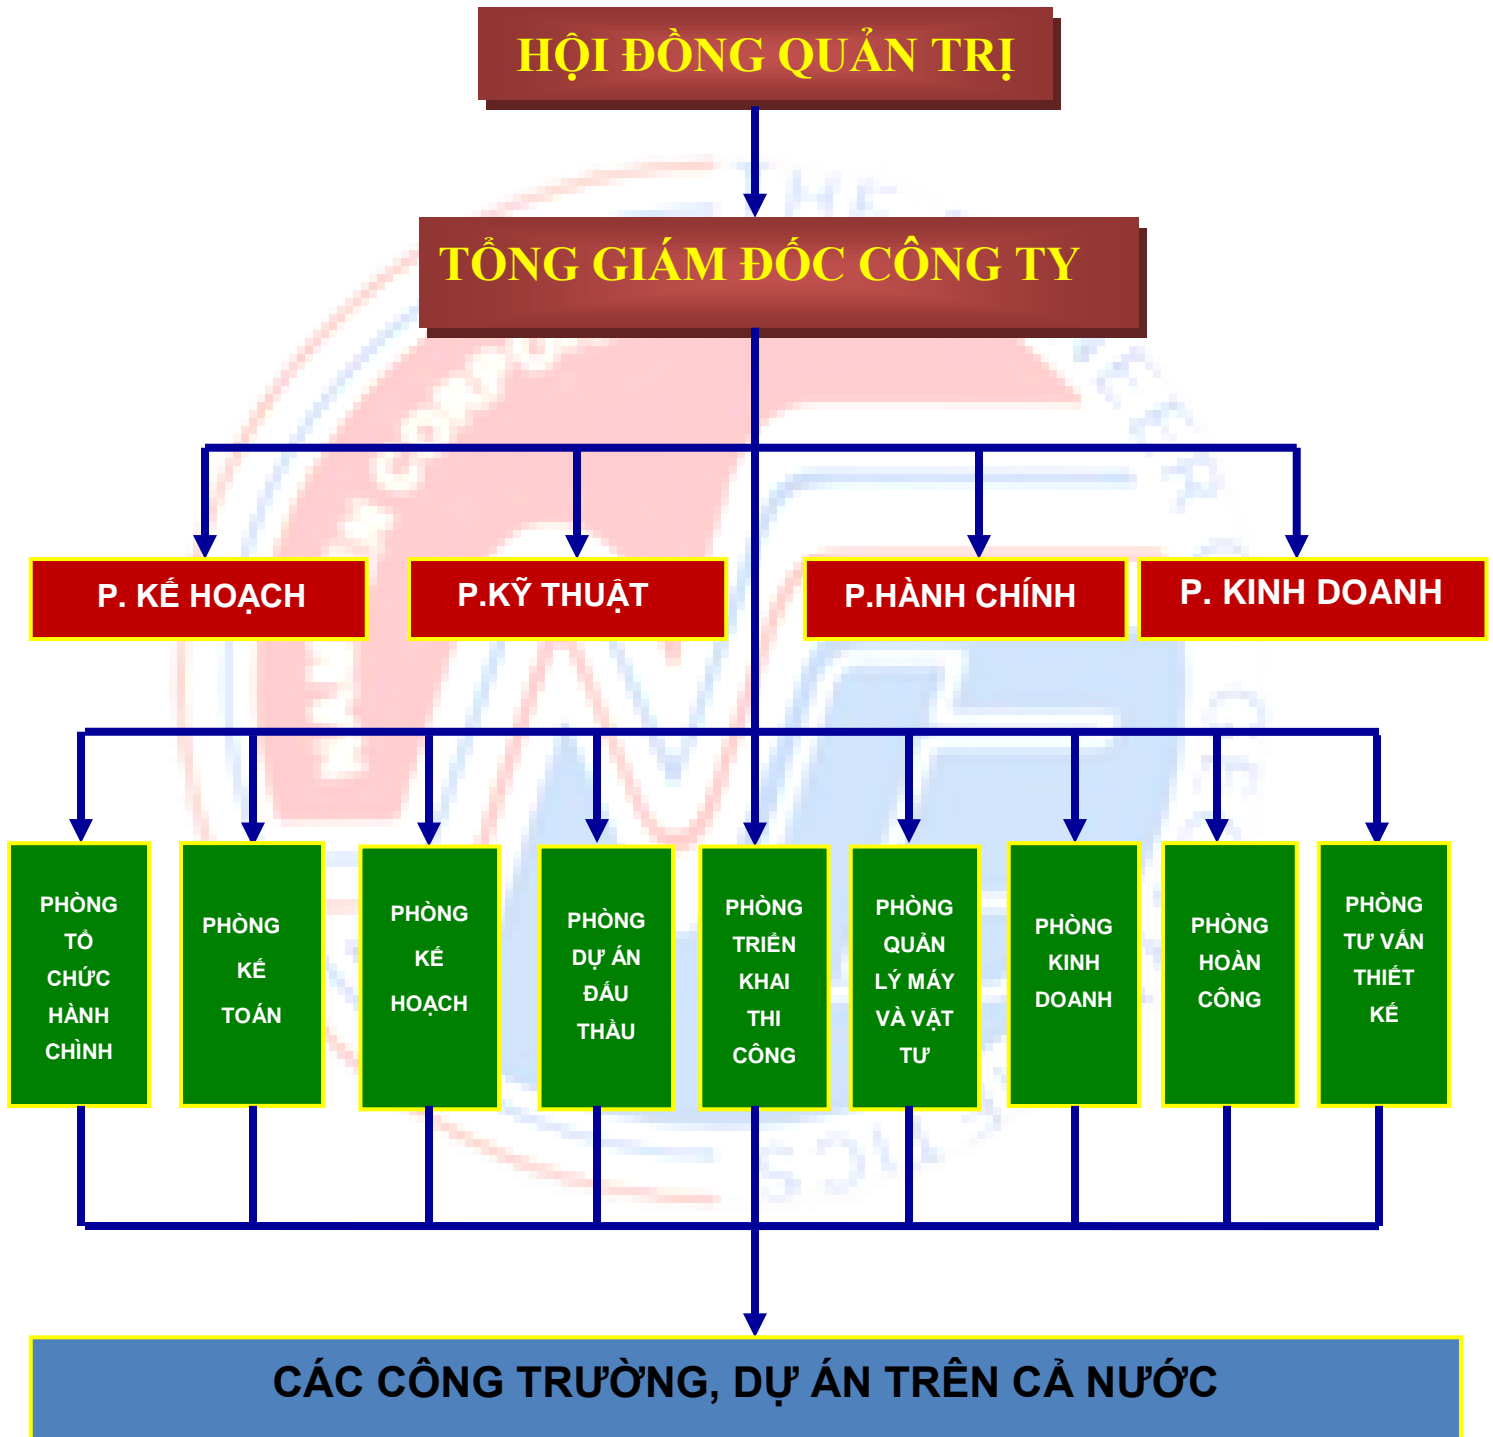 HỘI ĐỒNG QUẢN TRỊ
TỔNG GIÁM ĐỐC CÔNG TY
P. KẾ HOẠCH
P.KỸ THUẬT
P.HÀNH CHÍNH
P. KINH DOANH
PHÒNG
TỔ
CHỨC
HÀNH
CHÌNH
PHÒNG
KẾ
TOÁN
PHÒNG
KẾ
HOẠCH
PHÒNG
DỰ ÁN
ĐẤU
THẦU
PHÒNG
TRIỂN
KHAI
THI
CÔNG
PHÒNG
QUẢN
LÝ MÁY
VÀ VẬT
TƯ
PHÒNG
KINH
DOANH
PHÒNG
HOÀN
CÔNG
PHÒNG
TƯ VẤN
THIẾT
KẾ
CÁC CÔNG TRƯỜNG, DỰ ÁN TRÊN CẢ NƯỚC